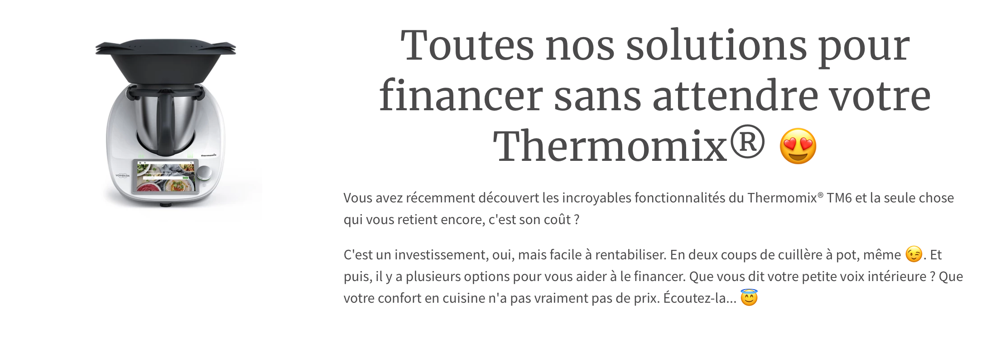 Toutes nos solutions pour
financer sans attendre votre
Thermomix® 😍
thermomix
VORWERK
Vous avez récemment découvert les incroyables fonctionnalités du Thermomix® TM6 et la seule chose
qui vous retient encore, c'est son coût ?
C'est un investissement, oui, mais facile à rentabiliser. En deux coups de cuillère à pot, même 😉. Et
puis, il y a plusieurs options pour vous aider à le financer. Que vous dit votre petite voix intérieure ? Que
votre confort en cuisine n'a pas vraiment pas de prix. Écoutez-la... 😇